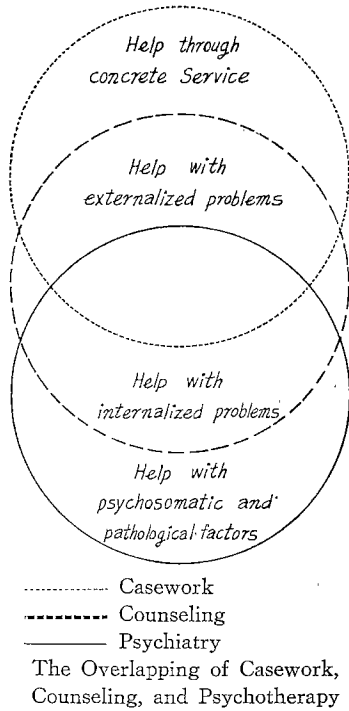 Help through
concrete Service
Help with
externalized problems
Help with
internalized problems
Help with
psychosomatic and
pathological factors
Casework
Counseling
Psychiatry
The Overlapping of Casework,
Counseling, and Psychotherapy